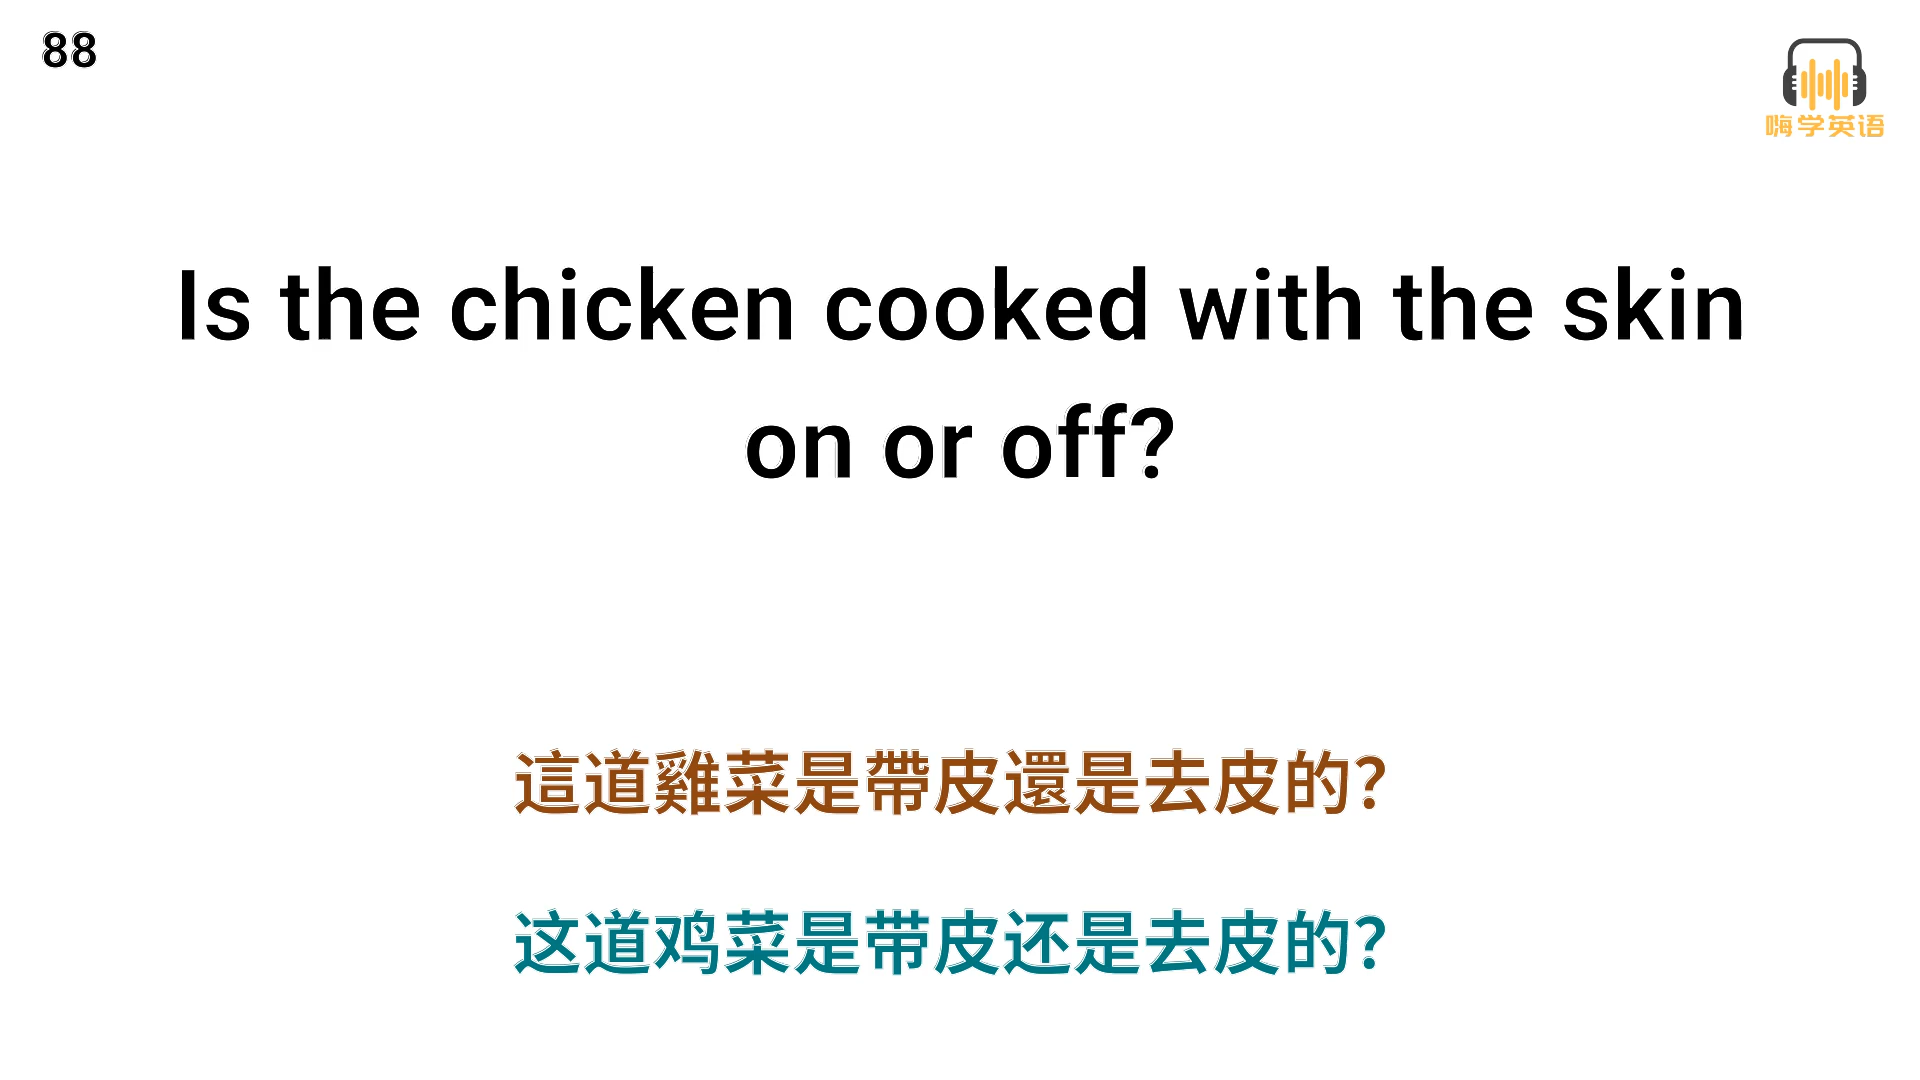 88
嗨学英语
Is the chicken cooked with the skin
on or off?
這道雞菜是帶皮還是去皮的?
这道鸡菜是带皮还是去皮的?